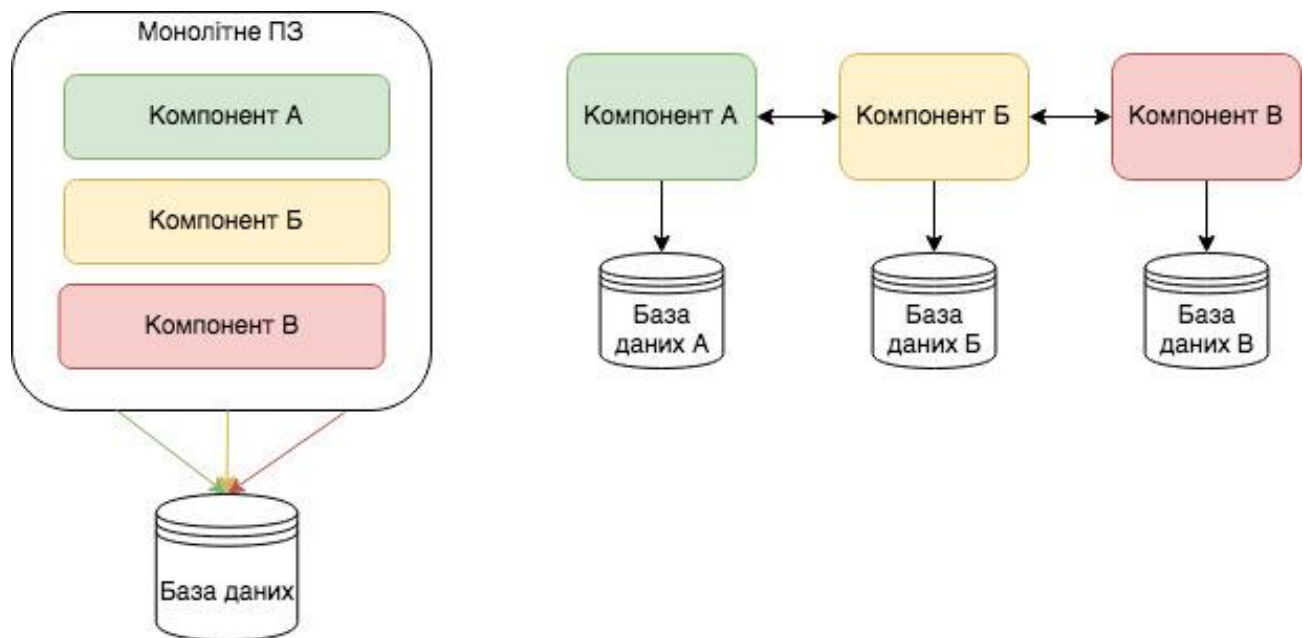 Монолітне ПЗ
Компонент А
Компонент Б
Компонент В
База даних
Компонент А
Компонент Б
Компонент В
База
даних А
База
даних Б
База
даних В